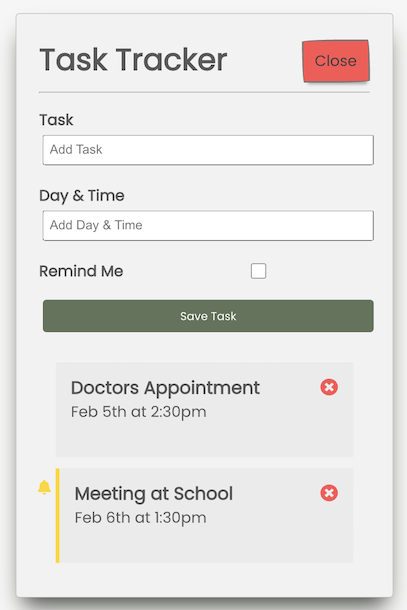 Task Tracker
Close
Task
Add Task
Day & Time
Add Day & Time
Remind Me
Save Task
Doctors Appointment
Feb 5th at 2:30pm
Meeting at School
Feb 6th at 1:30pm